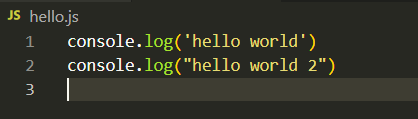 JS hello.js
1 console.log('hello world')
2 console.log("hello world 2")
3